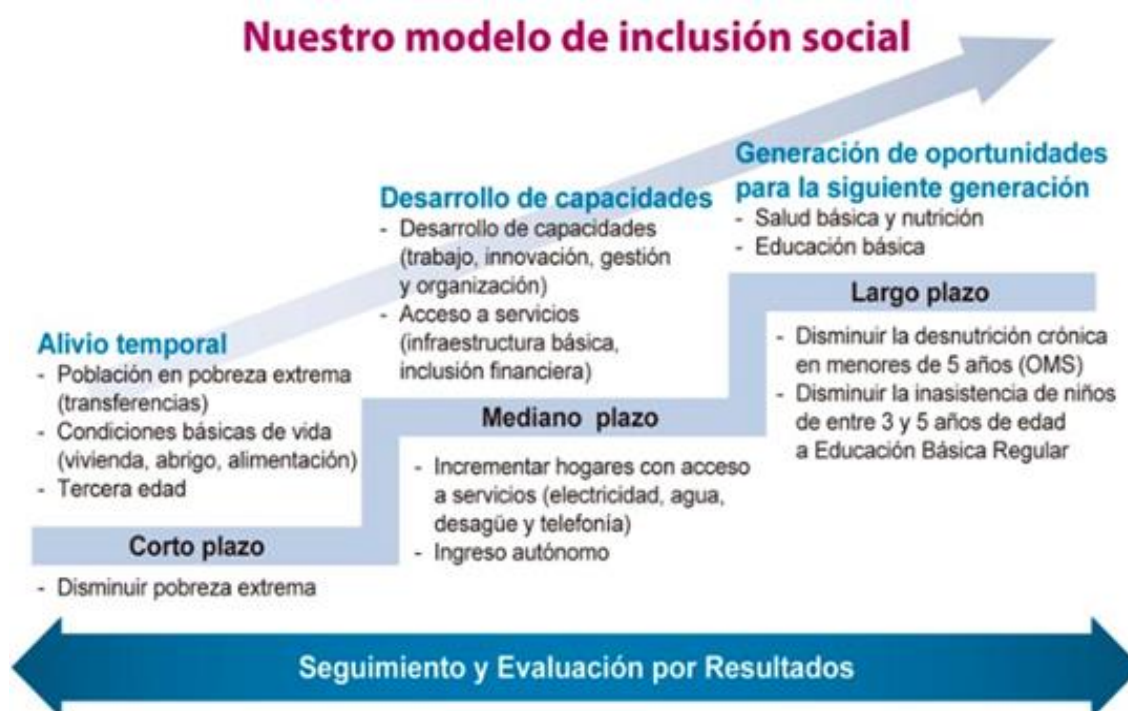 Nuestro modelo de inclusión social
Alivio temporal
- Población en pobreza extrema
(transferencias)
- Condiciones básicas de vida
(vivienda, abrigo, alimentación)
- Tercera edad
Corto plazo
- Disminuir pobreza extrema
Desarrollo de capacidades
- Desarrollo de capacidades
(trabajo, innovación, gestión
y organización)
- Acceso a servicios
(infraestructura básica,
inclusión financiera)
Mediano plazo
- Incrementar hogares con acceso
a servicios (electricidad, agua,
desagüe y telefonía)
- Ingreso autónomo
Generación de oportunidades
para la siguiente generación
- Salud básica y nutrición
- Educación básica
Largo plazo
- Disminuir la desnutrición crónica
en menores de 5 años (OMS)
- Disminuir la inasistencia de niños
de entre 3 y 5 años de edad
a Educación Básica Regular
Seguimiento y Evaluación por Resultados